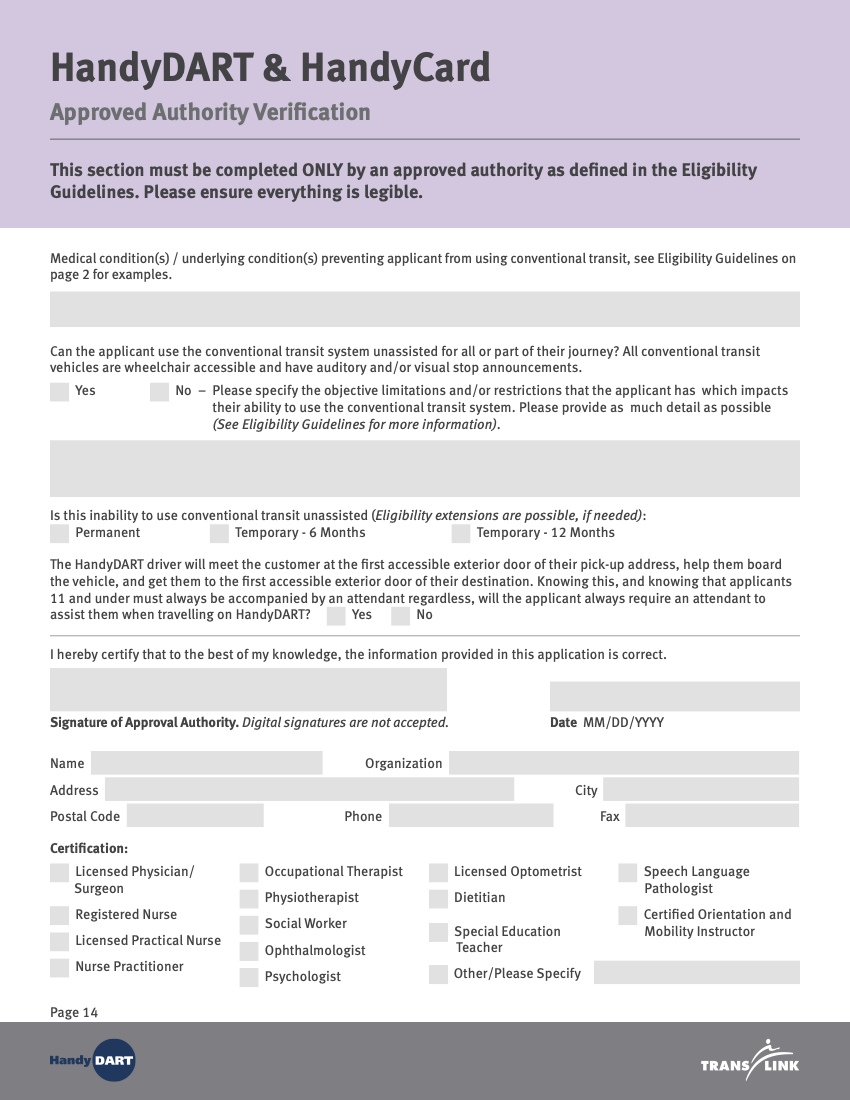 HandyDART & HandyCard
Approved Authority Verification
This section must be completed ONLY by an approved authority as defined in the Eligibility
Guidelines. Please ensure everything is legible.
Medical condition(s) / underlying condition(s) preventing applicant from using conventional transit, see Eligibility Guidelines on
page 2 for examples.
Can the applicant use the conventional transit system unassisted for all or part of their journey? All conventional transit
vehicles are wheelchair accessible and have auditory and/or visual stop announcements.
Yes No – Please specify the objective limitations and/or restrictions that the applicant has which impacts
their ability to use the conventional transit system. Please provide as much detail as possible
(See Eligibility Guidelines for more information).
Is this inability to use conventional transit unassisted (Eligibility extensions are possible, if needed):
Permanent Temporary - 6 Months Temporary - 12 Months
The HandyDART driver will meet the customer at the first accessible exterior door of their pick-up address, help them board
the vehicle, and get them to the first accessible exterior door of their destination. Knowing this, and knowing that applicants
11 and under must always be accompanied by an attendant regardless, will the applicant always require an attendant to
assist them when travelling on HandyDART? Yes No
I hereby certify that to the best of my knowledge, the information provided in this application is correct.
Signature of Approval Authority. Digital signatures are not accepted. Date MM/DD/YYYY
Name Organization
Address City
Postal Code Phone Fax
Certification:
Licensed Physician/
Surgeon
Registered Nurse
Licensed Practical Nurse
Nurse Practitioner
Occupational Therapist
Physiotherapist
Social Worker
Ophthalmologist
Psychologist
Licensed Optometrist
Dietitian
Special Education
Teacher
Other/Please Specify
Speech Language
Pathologist
Certified Orientation and
Mobility Instructor
Page 14
HandyDART
TRANSLINK